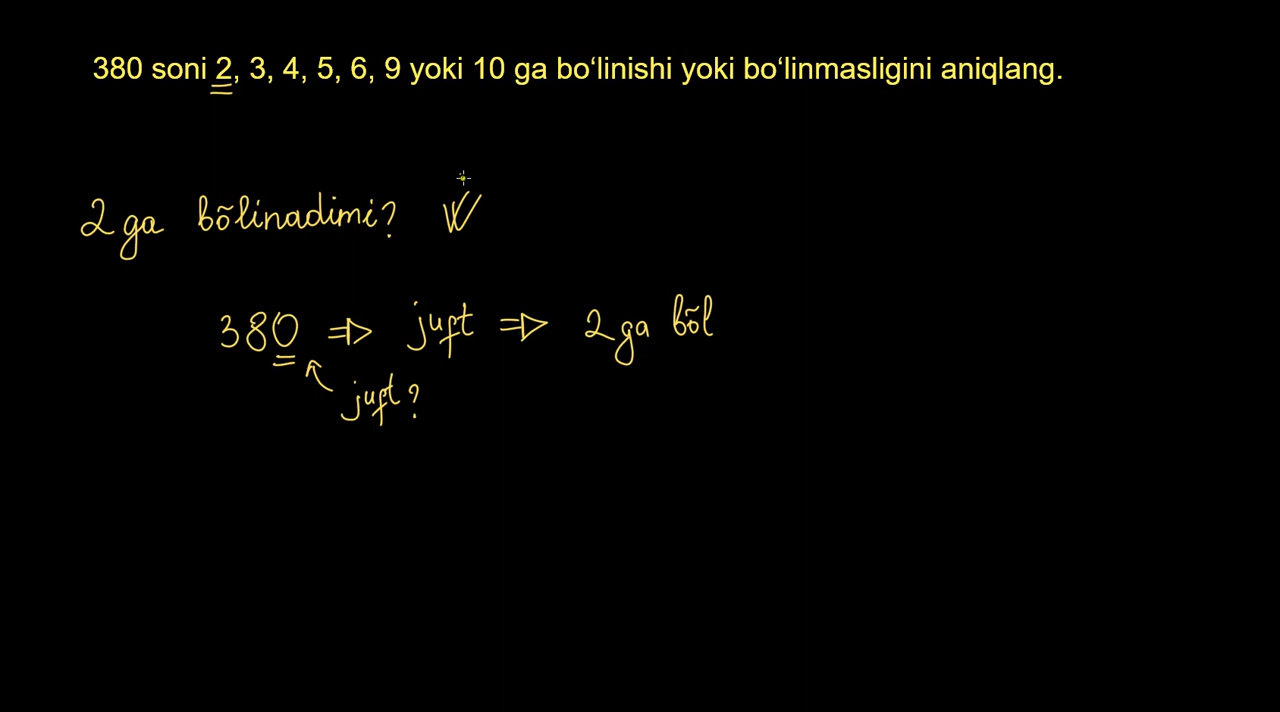 380 soni 2, 3, 4, 5, 6, 9 yoki 10 ga bo‘linishi yoki bo‘linmasligini aniqlang.
2 ga bõlinadimi?
380 ⇒ juft ⇒ 2 ga bõl
juft?